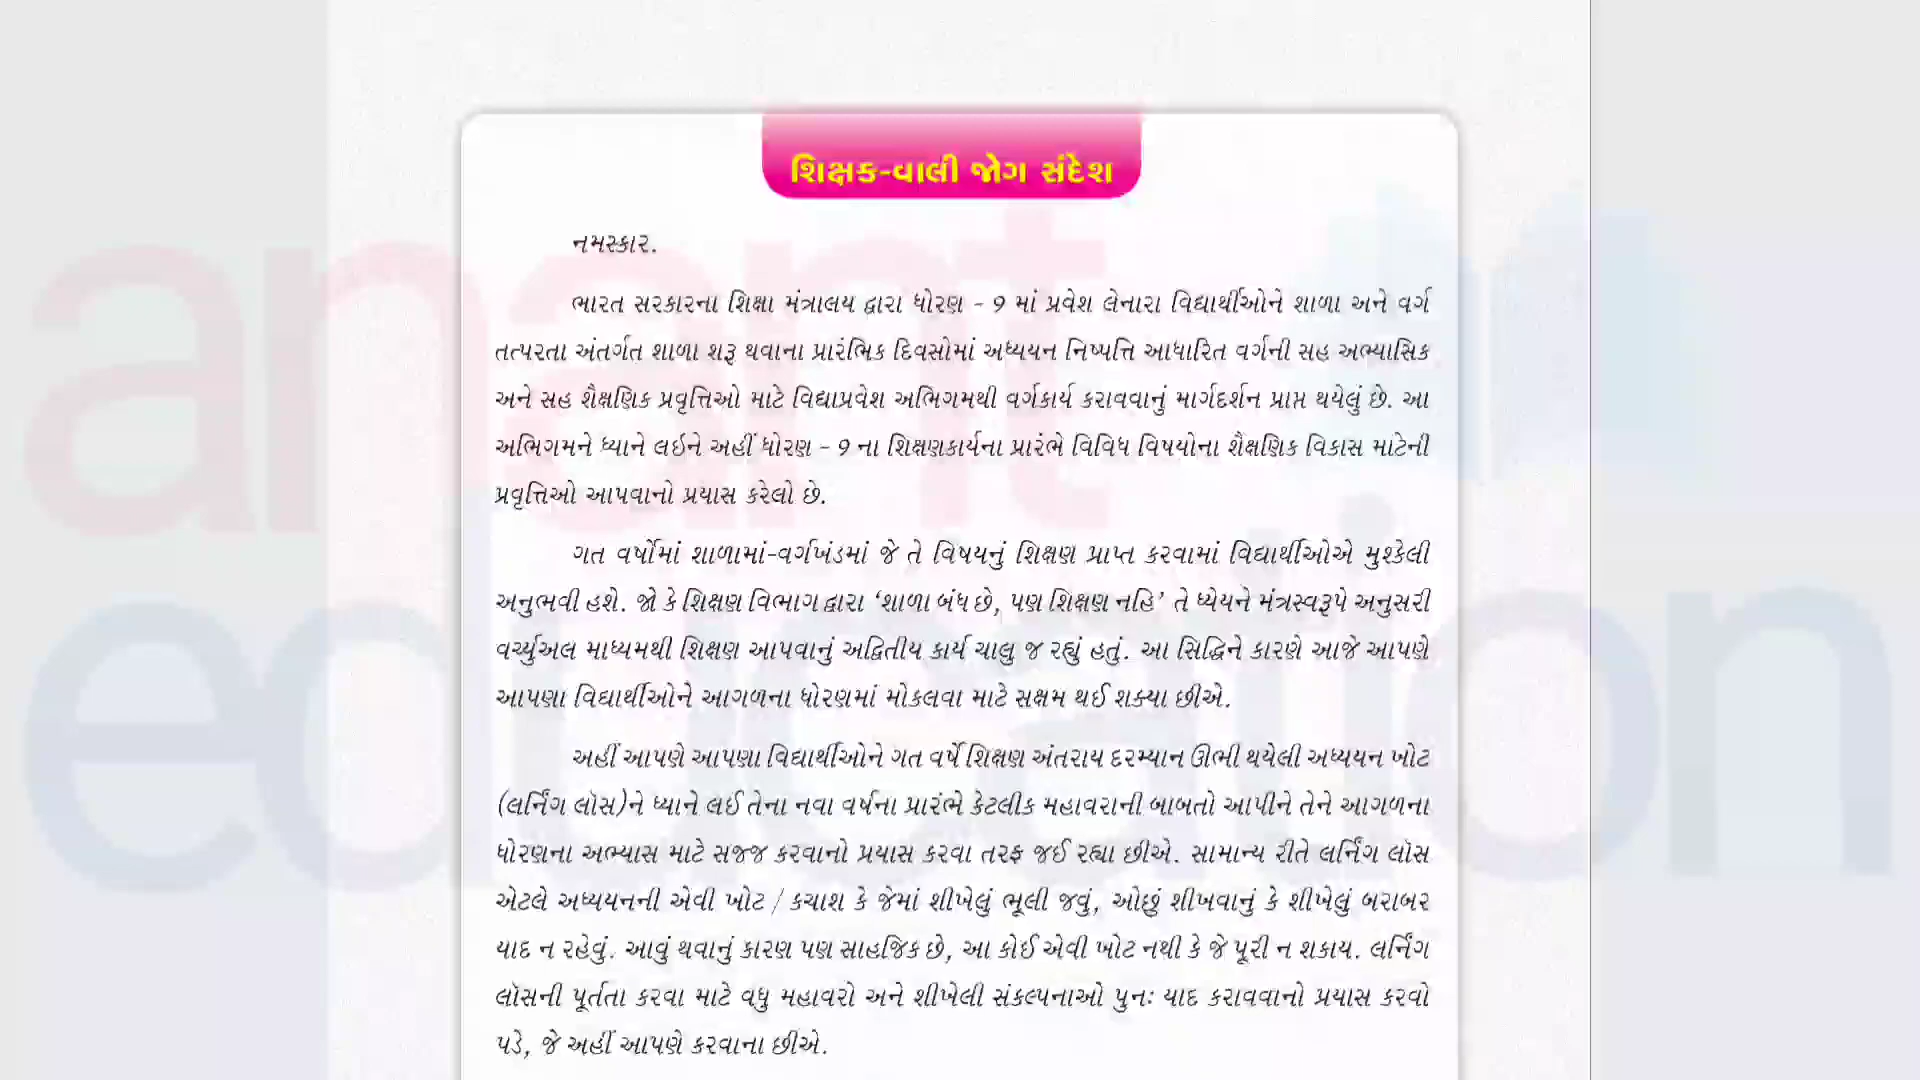 શિક્ષક-વાલી જોગ સંદેશ
નમસ્કાર.
ભારત સરકારના શિક્ષા મંત્રાલય દ્વારા ધોરણ - 9 માં પ્રવેશ લેનારા વિદ્યાર્થીઓને શાળા અને વર્ગ
તત્પરતા અંતર્ગત શાળા શરૂ થવાના પ્રારંભિક દિવસોમાં અધ્યયન નિષ્પત્તિ આધારિત વર્ગની સહ અભ્યાસિક
અને સહ શૈક્ષણિક પ્રવૃત્તિઓ માટે વિદ્યાપ્રવેશ અભિગમથી વર્ગકાર્ય કરાવવાનું માર્ગદર્શન પ્રાપ્ત થયેલું છે. આ
અભિગમને ધ્યાને લઇને અહીં ધોરણ - 9 ના શિક્ષણકાર્યના પ્રારંભે વિવિધ વિષયોના શૈક્ષણિક વિકાસ માટેની
પ્રવૃત્તિઓ આપવાનો પ્રયાસ કરેલો છે.
ગત વર્ષોમાં શાળામાં-વર્ગખંડમાં જે તે વિષયનું શિક્ષણ પ્રાપ્ત કરવામાં વિદ્યાર્થીઓએ મુશ્કેલી
અનુભવી હશે. જો કે શિક્ષણ વિભાગ દ્વારા ‘શાળા બંધ છે, પણ શિક્ષણ નહિ’ તે ધ્યેયને મંત્રસ્વરૂપે અનુસરી
વર્ચ્યુઅલ માધ્યમથી શિક્ષણ આપવાનું અદ્વિતીય કાર્ય ચાલુ જ રહ્યું હતું. આ સિદ્ધિને કારણે આજે આપણે
આપણા વિદ્યાર્થીઓને આગળના ધોરણમાં મોકલવા માટે સક્ષમ થઈ શક્યા છીએ.
અહીં આપણે આપણા વિદ્યાર્થીઓને ગત વર્ષે શિક્ષણ અંતરાય દરમ્યાન ઊભી થયેલી અધ્યયન ખોટ
(લર્નિંગ લૉસ)ને ધ્યાને લઈ તેના નવા વર્ષના પ્રારંભે કેટલીક મહાવરાની બાબતો આપીને તેને આગળના
ધોરણના અભ્યાસ માટે સજ્જ કરવાનો પ્રયાસ કરવા તરફ જઈ રહ્યા છીએ. સામાન્ય રીતે લર્નિંગ લૉસ
એટલે અધ્યયનની એવી ખોટ / કચાશ કે જેમાં શીખેલું ભૂલી જવું, ઓછું શીખવાનું કે શીખેલું બરાબર
યાદ ન રહેવું. આવું થવાનું કારણ પણ સાહજિક છે, આ કોઈ એવી ખોટ નથી કે જે પૂરી ન શકાય. લર્નિંગ
લૉસની પૂર્તતા કરવા માટે વધુ મહાવરો અને શીખેલી સંકલ્પનાઓ પુનઃ યાદ કરાવવાનો પ્રયાસ કરવો
પડે, જે અહીં આપણે કરવાના છીએ.
anant
education